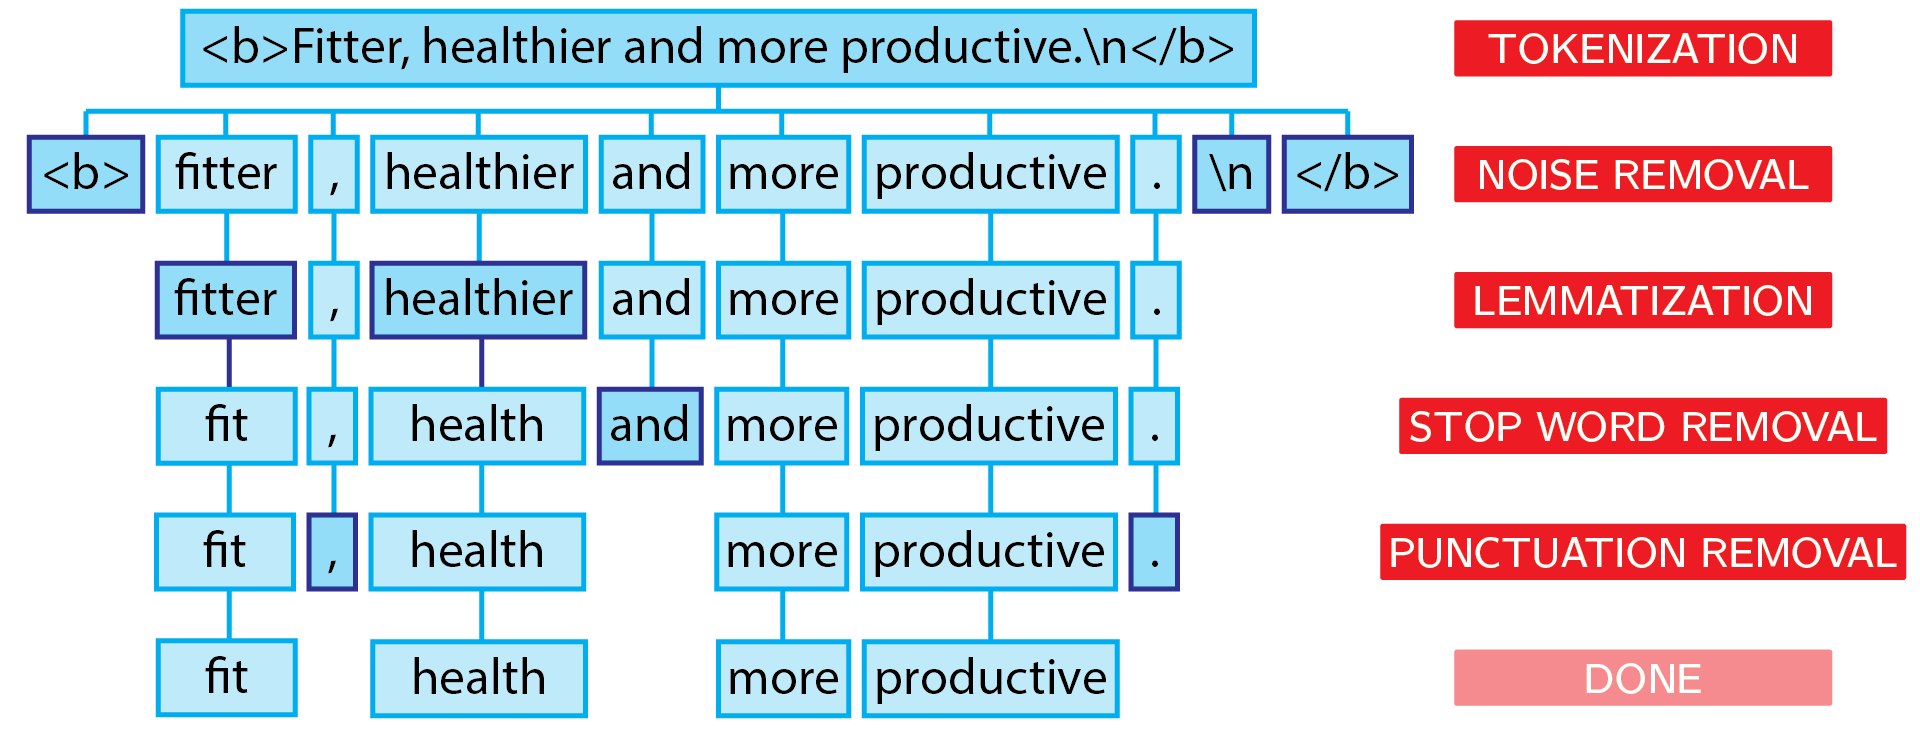 <b>Fitter, healthier and more productive.\n</b> TOKENIZATION
<b> fitter , healthier and more productive . \n </b> NOISE REMOVAL
fitter , healthier and more productive . LEMMATIZATION
fit , health and more productive . STOP WORD REMOVAL
fit , health more productive . PUNCTUATION REMOVAL
fit health more productive DONE